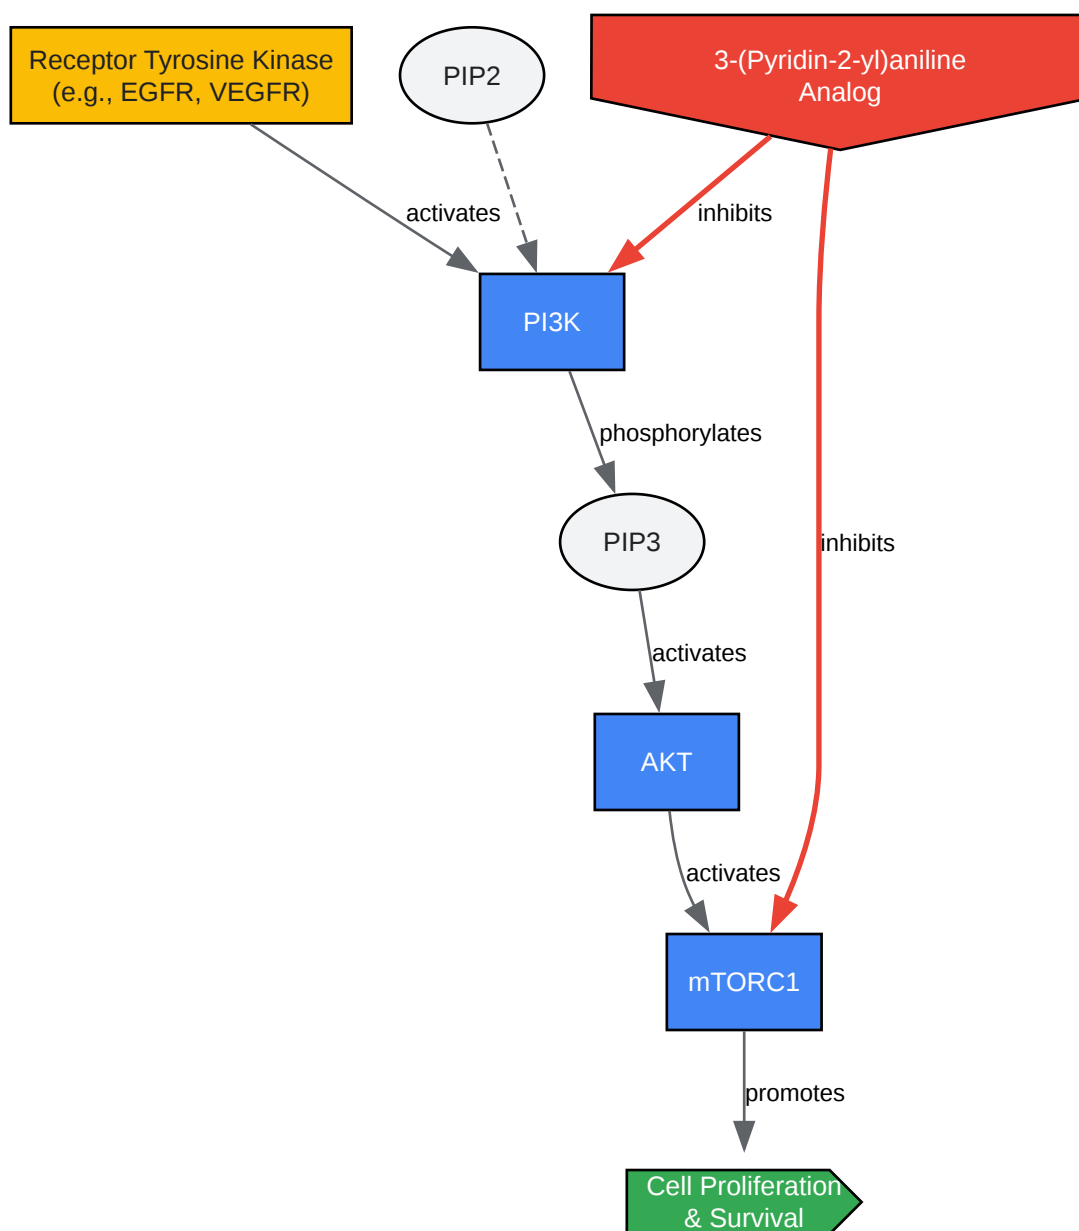 Receptor Tyrosine Kinase
(e.g., EGFR, VEGFR)
PIP2
3-(Pyridin-2-yl)aniline
Analog
activates
inhibits
PI3K
phosphorylates
PIP3
inhibits
activates
AKT
activates
mTORC1
promotes
Cell Proliferation
& Survival